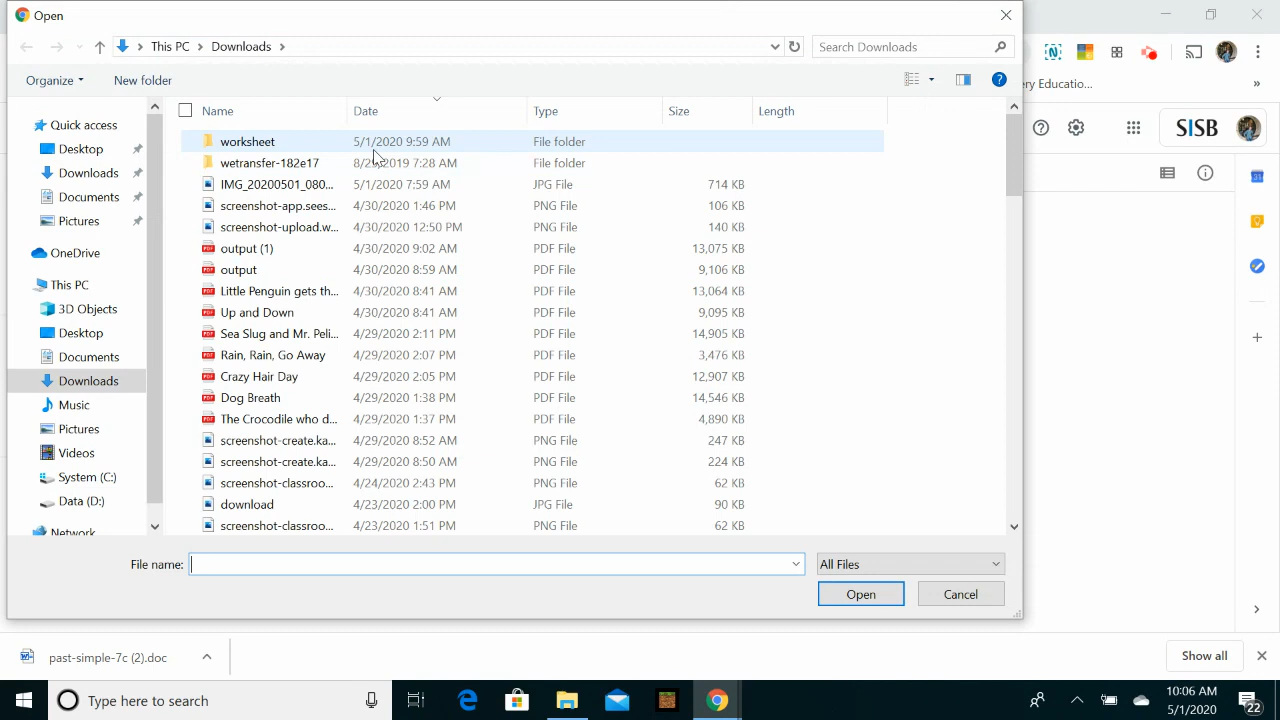 Open
This PC > Downloads >
Search Downloads
Organize
New folder
ery Educatio...
»
SISB
Name Date Type Size Length
Quick access
Desktop
Downloads
Documents
Pictures
OneDrive
This PC
3D Objects
Desktop
Documents
Downloads
Music
Pictures
Videos
System (C:)
Data (D:)
Network
worksheet 5/1/2020 9:59 AM File folder
wetransfer-182e17 2019 7:28 AM File folder
IMG_20200501_080... 5/1/2020 7:59 AM JPG File 714 KB
screenshot-app.sees... 4/30/2020 1:46 PM PNG File 106 KB
screenshot-upload.w... 4/30/2020 12:50 PM PNG File 140 KB
output (1) 4/30/2020 9:02 AM PDF File 13,075 KB
output 4/30/2020 8:59 AM PDF File 9,106 KB
Little Penguin gets th... 4/30/2020 8:41 AM PDF File 13,064 KB
Up and Down 4/30/2020 8:41 AM PDF File 9,095 KB
Sea Slug and Mr. Peli... 4/29/2020 2:11 PM PDF File 14,905 KB
Rain, Rain, Go Away 4/29/2020 2:07 PM PDF File 3,476 KB
Crazy Hair Day 4/29/2020 2:05 PM PDF File 12,907 KB
Dog Breath 4/29/2020 1:38 PM PDF File 14,546 KB
The Crocodile who d... 4/29/2020 1:37 PM PDF File 4,890 KB
screenshot-create.ka... 4/29/2020 8:52 AM PNG File 247 KB
screenshot-create.ka... 4/29/2020 8:50 AM PNG File 224 KB
screenshot-classroo... 4/24/2020 2:43 PM PNG File 62 KB
download 4/23/2020 2:00 PM JPG File 90 KB
screenshot-classroo... 4/23/2020 1:51 PM PNG File 62 KB
File name:
All Files
Open
Cancel
past-simple-7c (2).doc
Show all
Type here to search
10:06 AM
5/1/2020
22